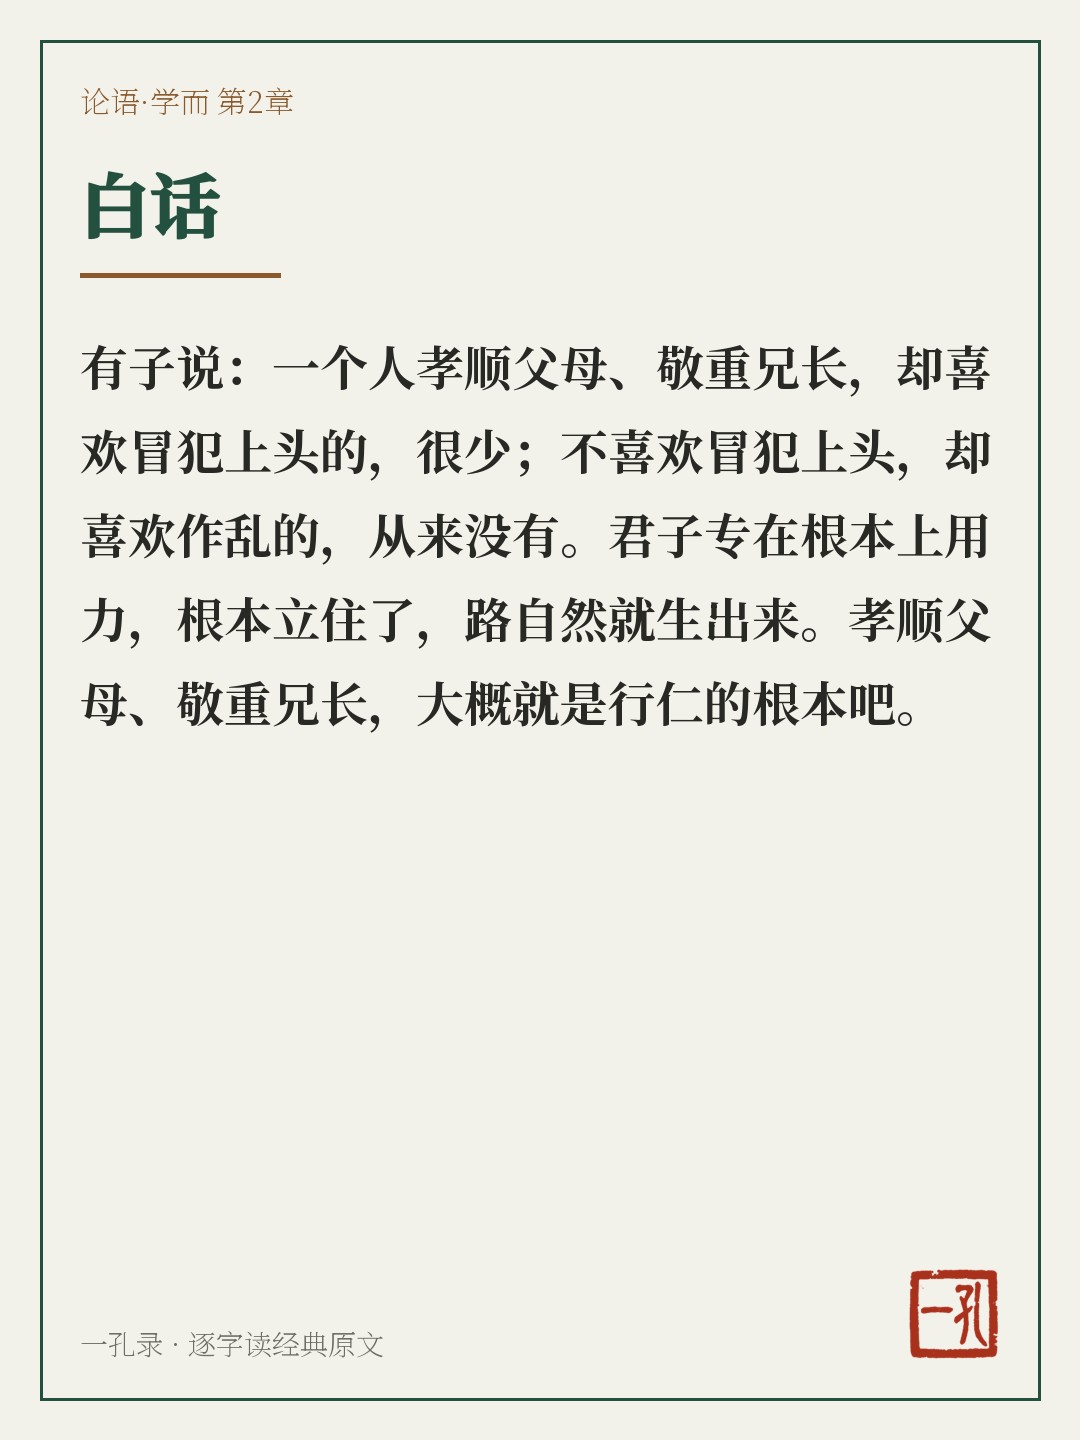 论语·学而 第2章
白话
有子说：一个人孝顺父母、敬重兄长，却喜
欢冒犯上头的，很少；不喜欢冒犯上头，却
喜欢作乱的，从来没有。君子专在根本上用
力，根本立住了，路自然就生出来。孝顺父
母、敬重兄长，大概就是行仁的根本吧。
一孔录 · 逐字读经典原文
一孔